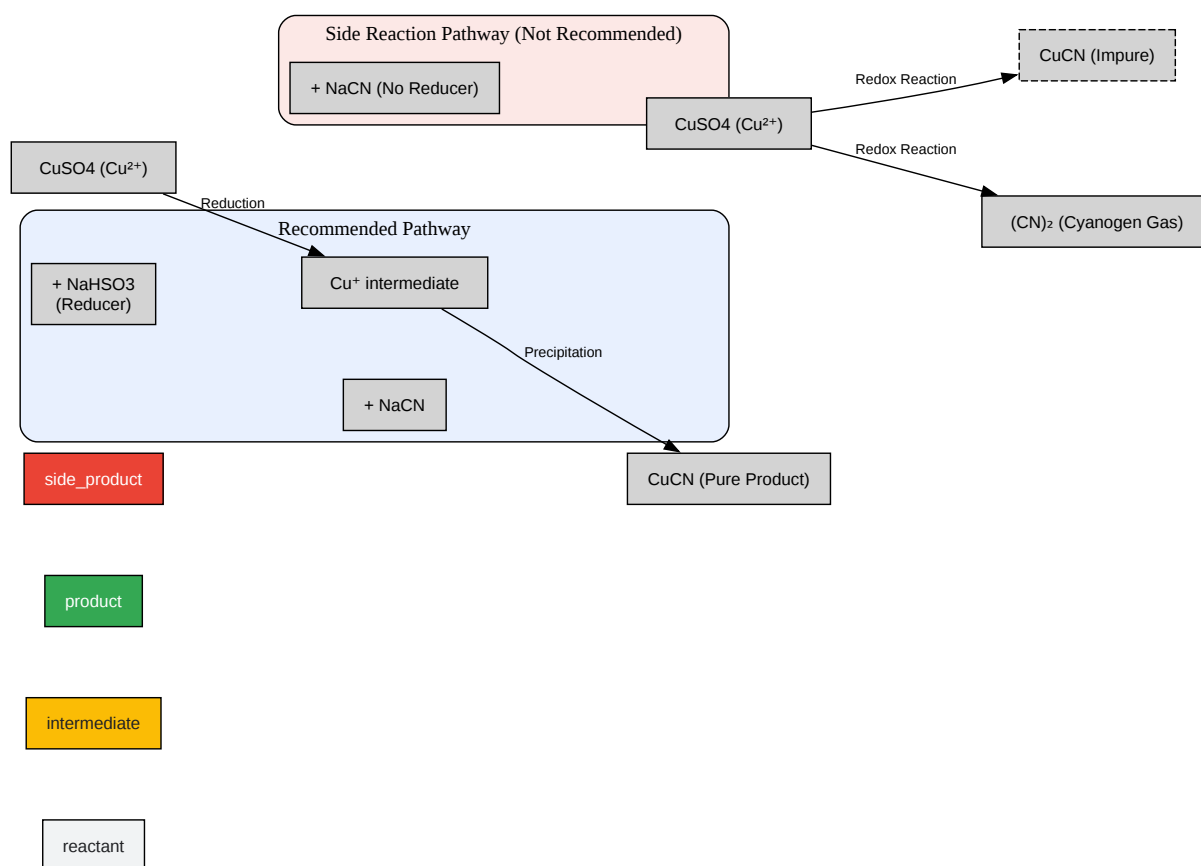 Side Reaction Pathway (Not Recommended)
+ NaCN (No Reducer)
CuSO4 (Cu²⁺)
Redox Reaction
CuCN (Impure)
Redox Reaction
(CN)₂ (Cyanogen Gas)
CuSO4 (Cu²⁺)
Reduction
Recommended Pathway
+ NaHSO3
(Reducer)
Cu⁺ intermediate
Precipitation
+ NaCN
CuCN (Pure Product)
side_product
product
intermediate
reactant